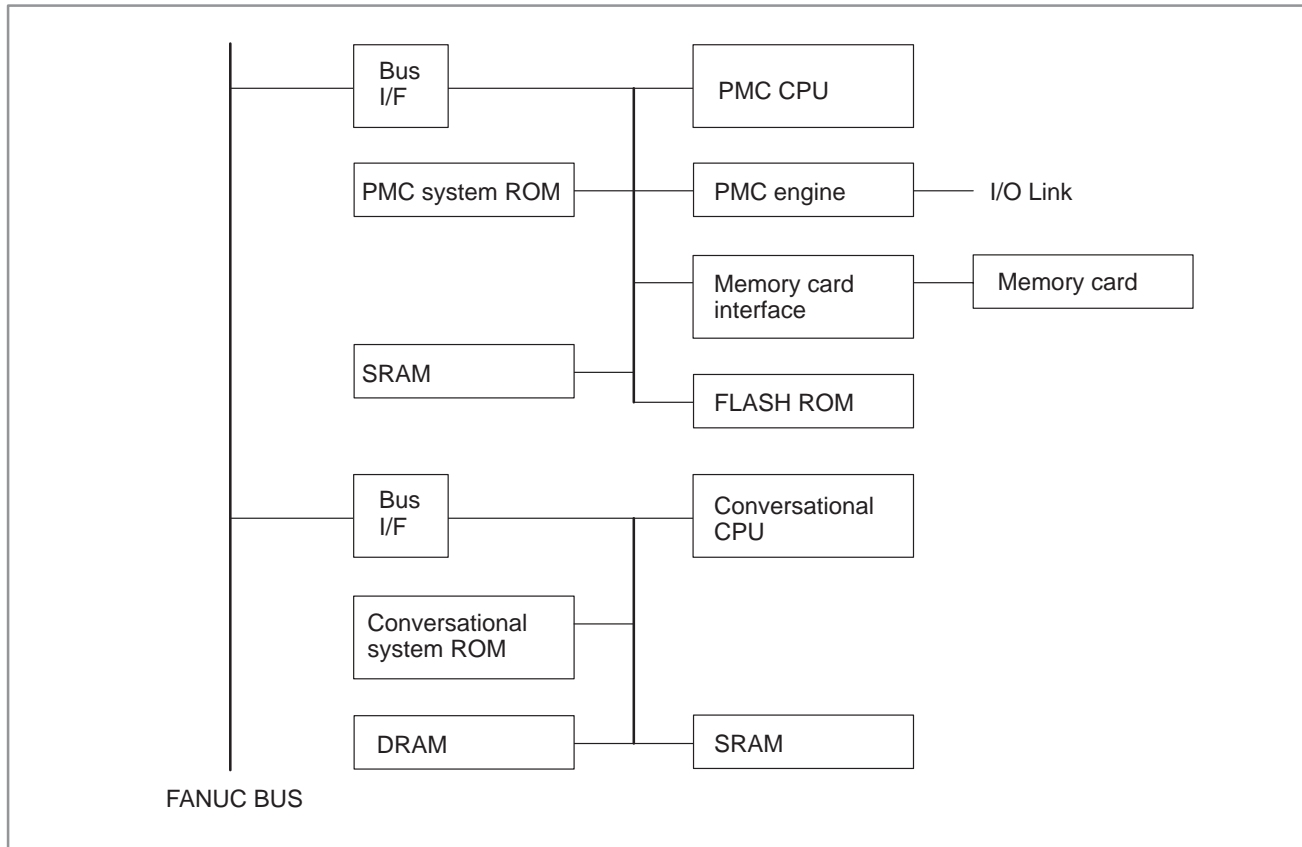 Bus
I/F
PMC CPU
PMC system ROM
PMC engine
I/O Link
Memory card
interface
Memory card
SRAM
FLASH ROM
Bus
I/F
Conversational
CPU
Conversational
system ROM
DRAM
SRAM
FANUC BUS